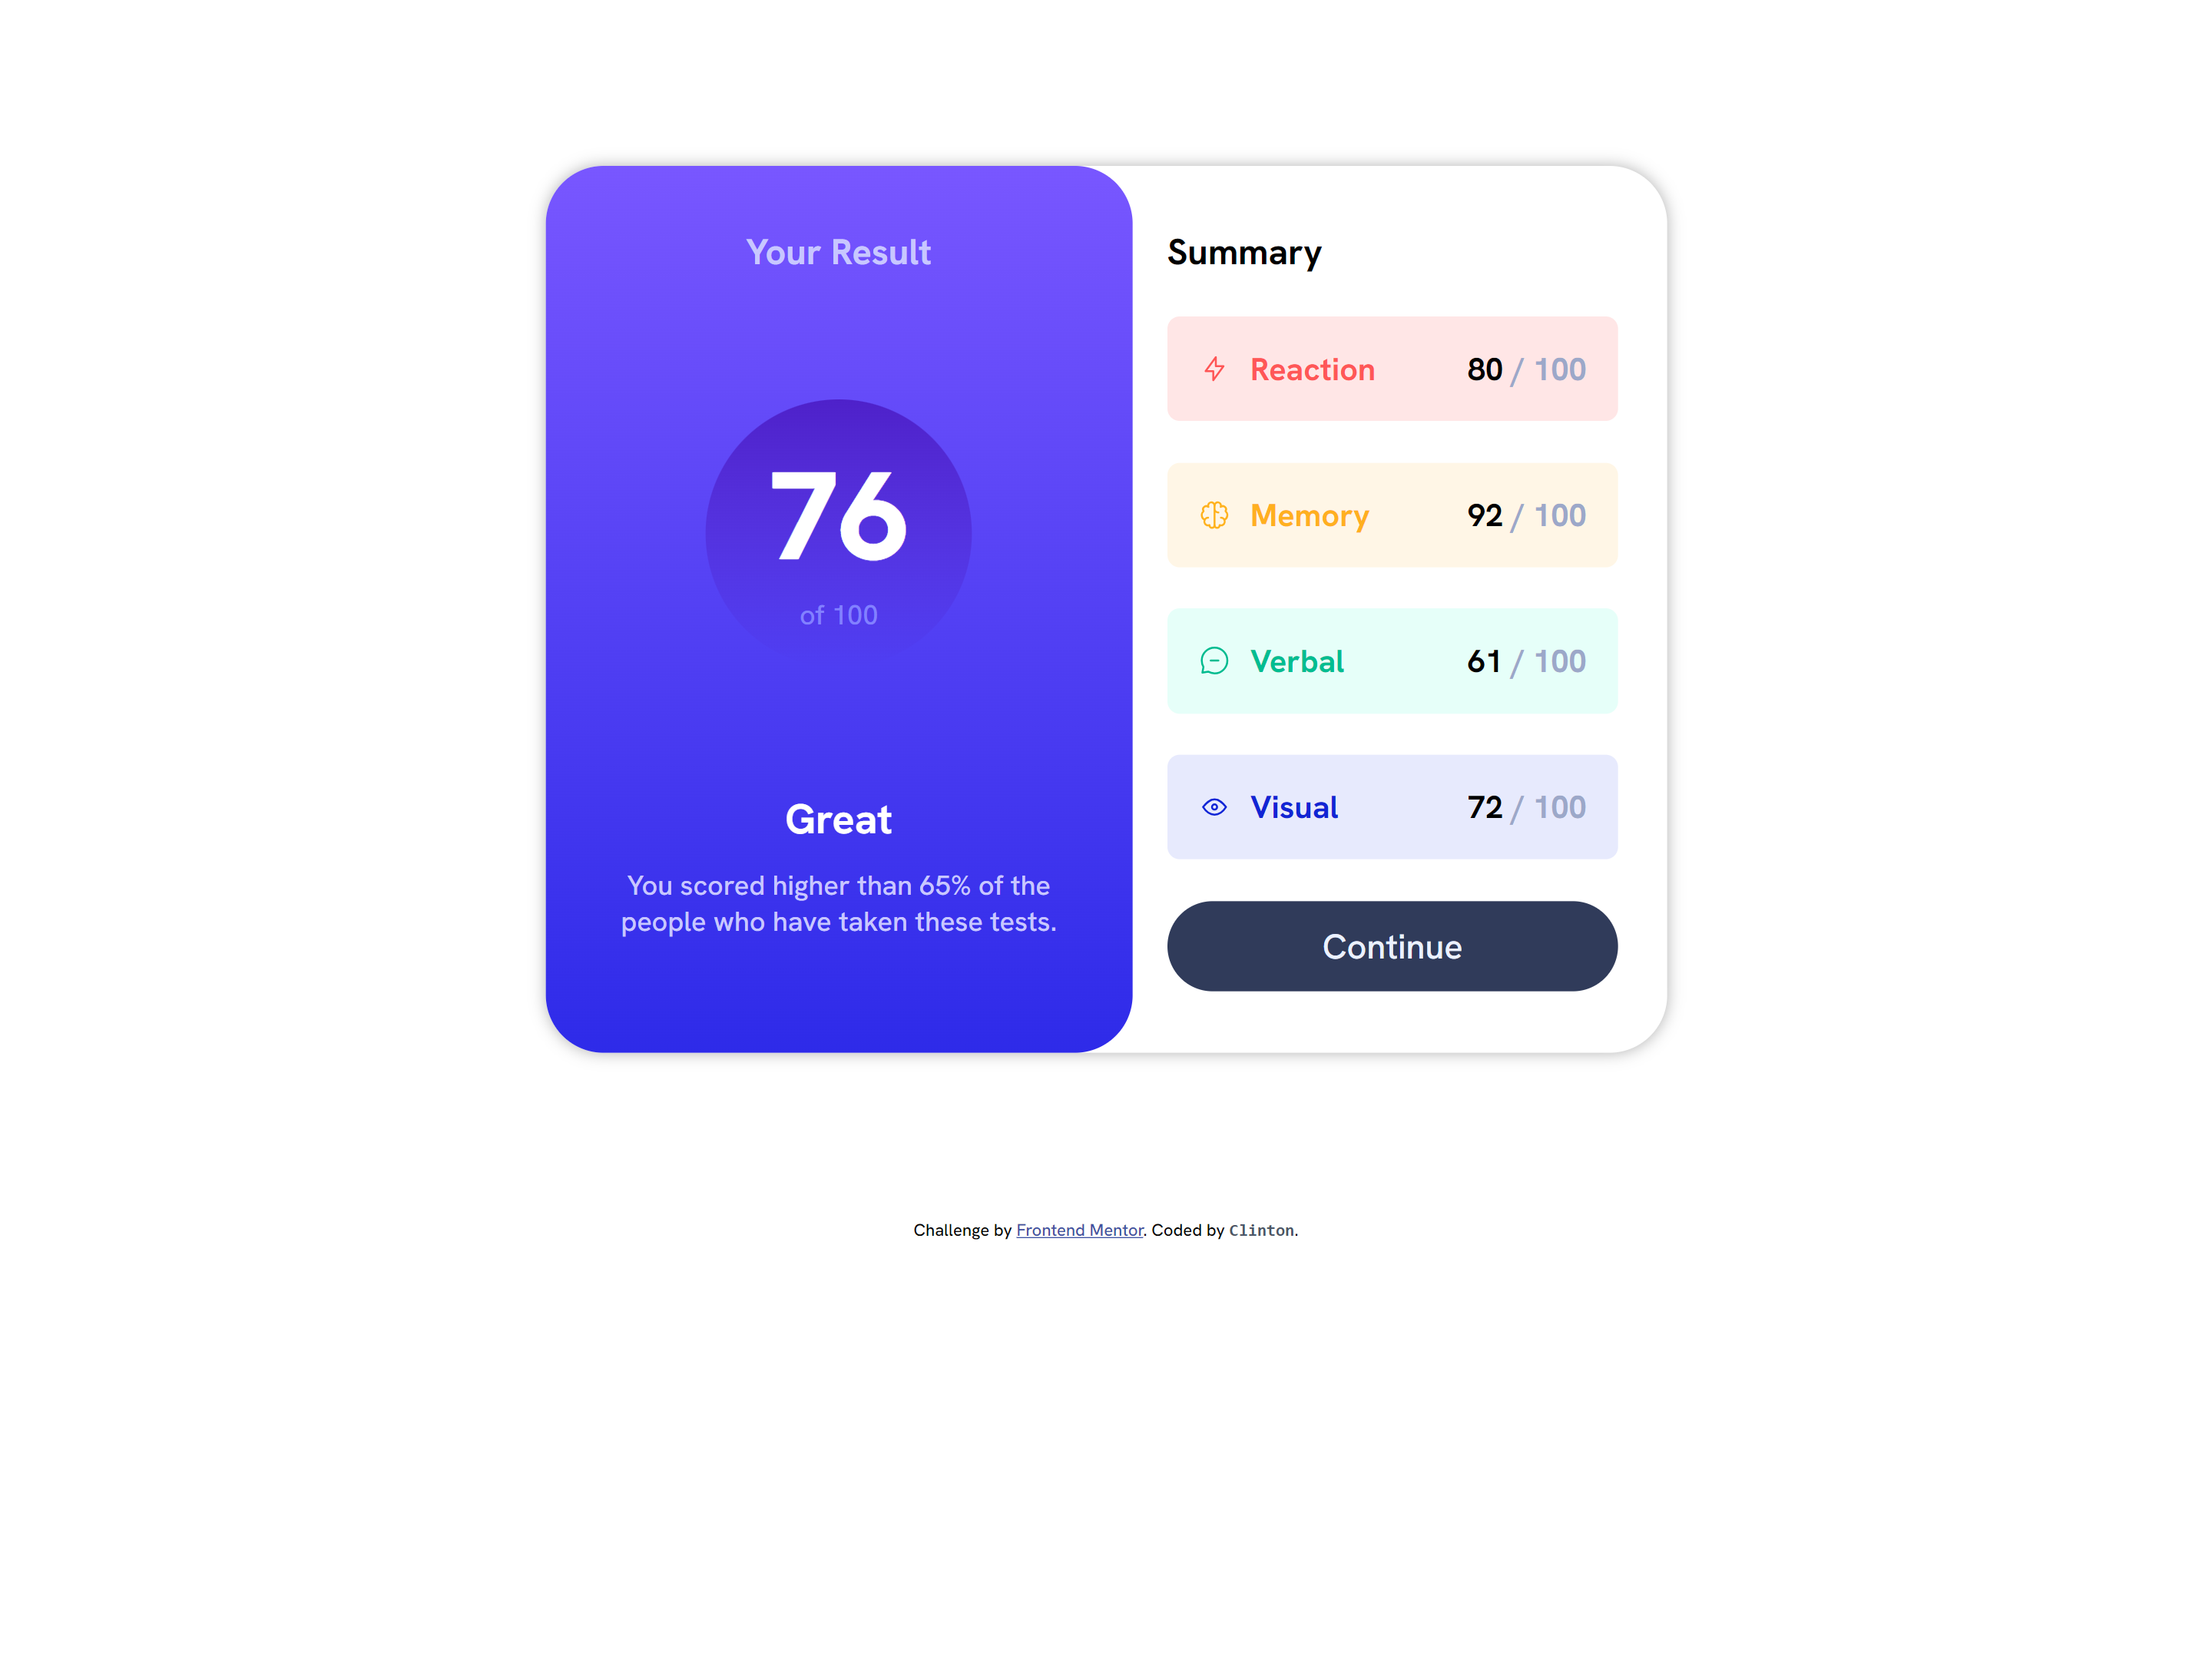 Your Result
76
of 100
Great
You scored higher than 65% of the
people who have taken these tests.
Summary
Reaction 80 / 100
Memory 92 / 100
Verbal 61 / 100
Visual 72 / 100
Continue
Challenge by Frontend Mentor. Coded by Clinton.